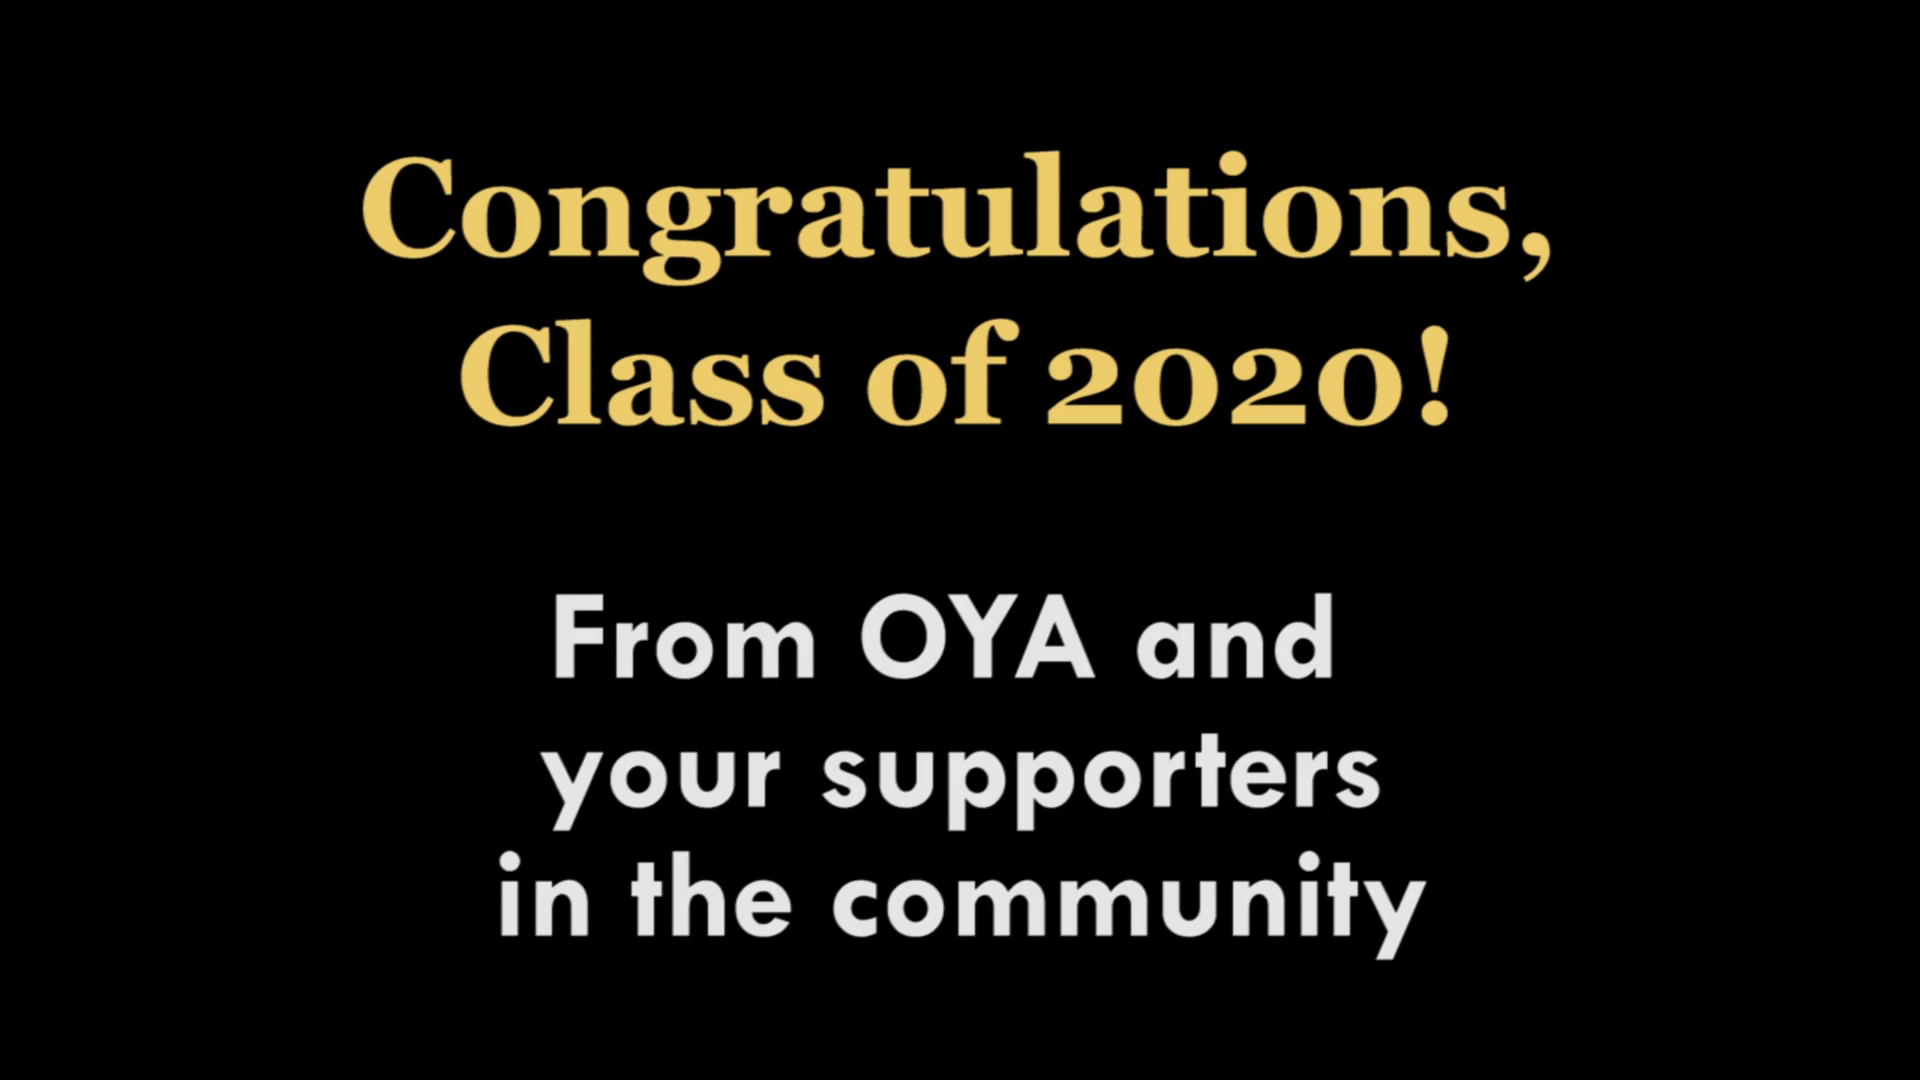 Congratulations,
Class of 2020!
From OYA and
your supporters
in the community